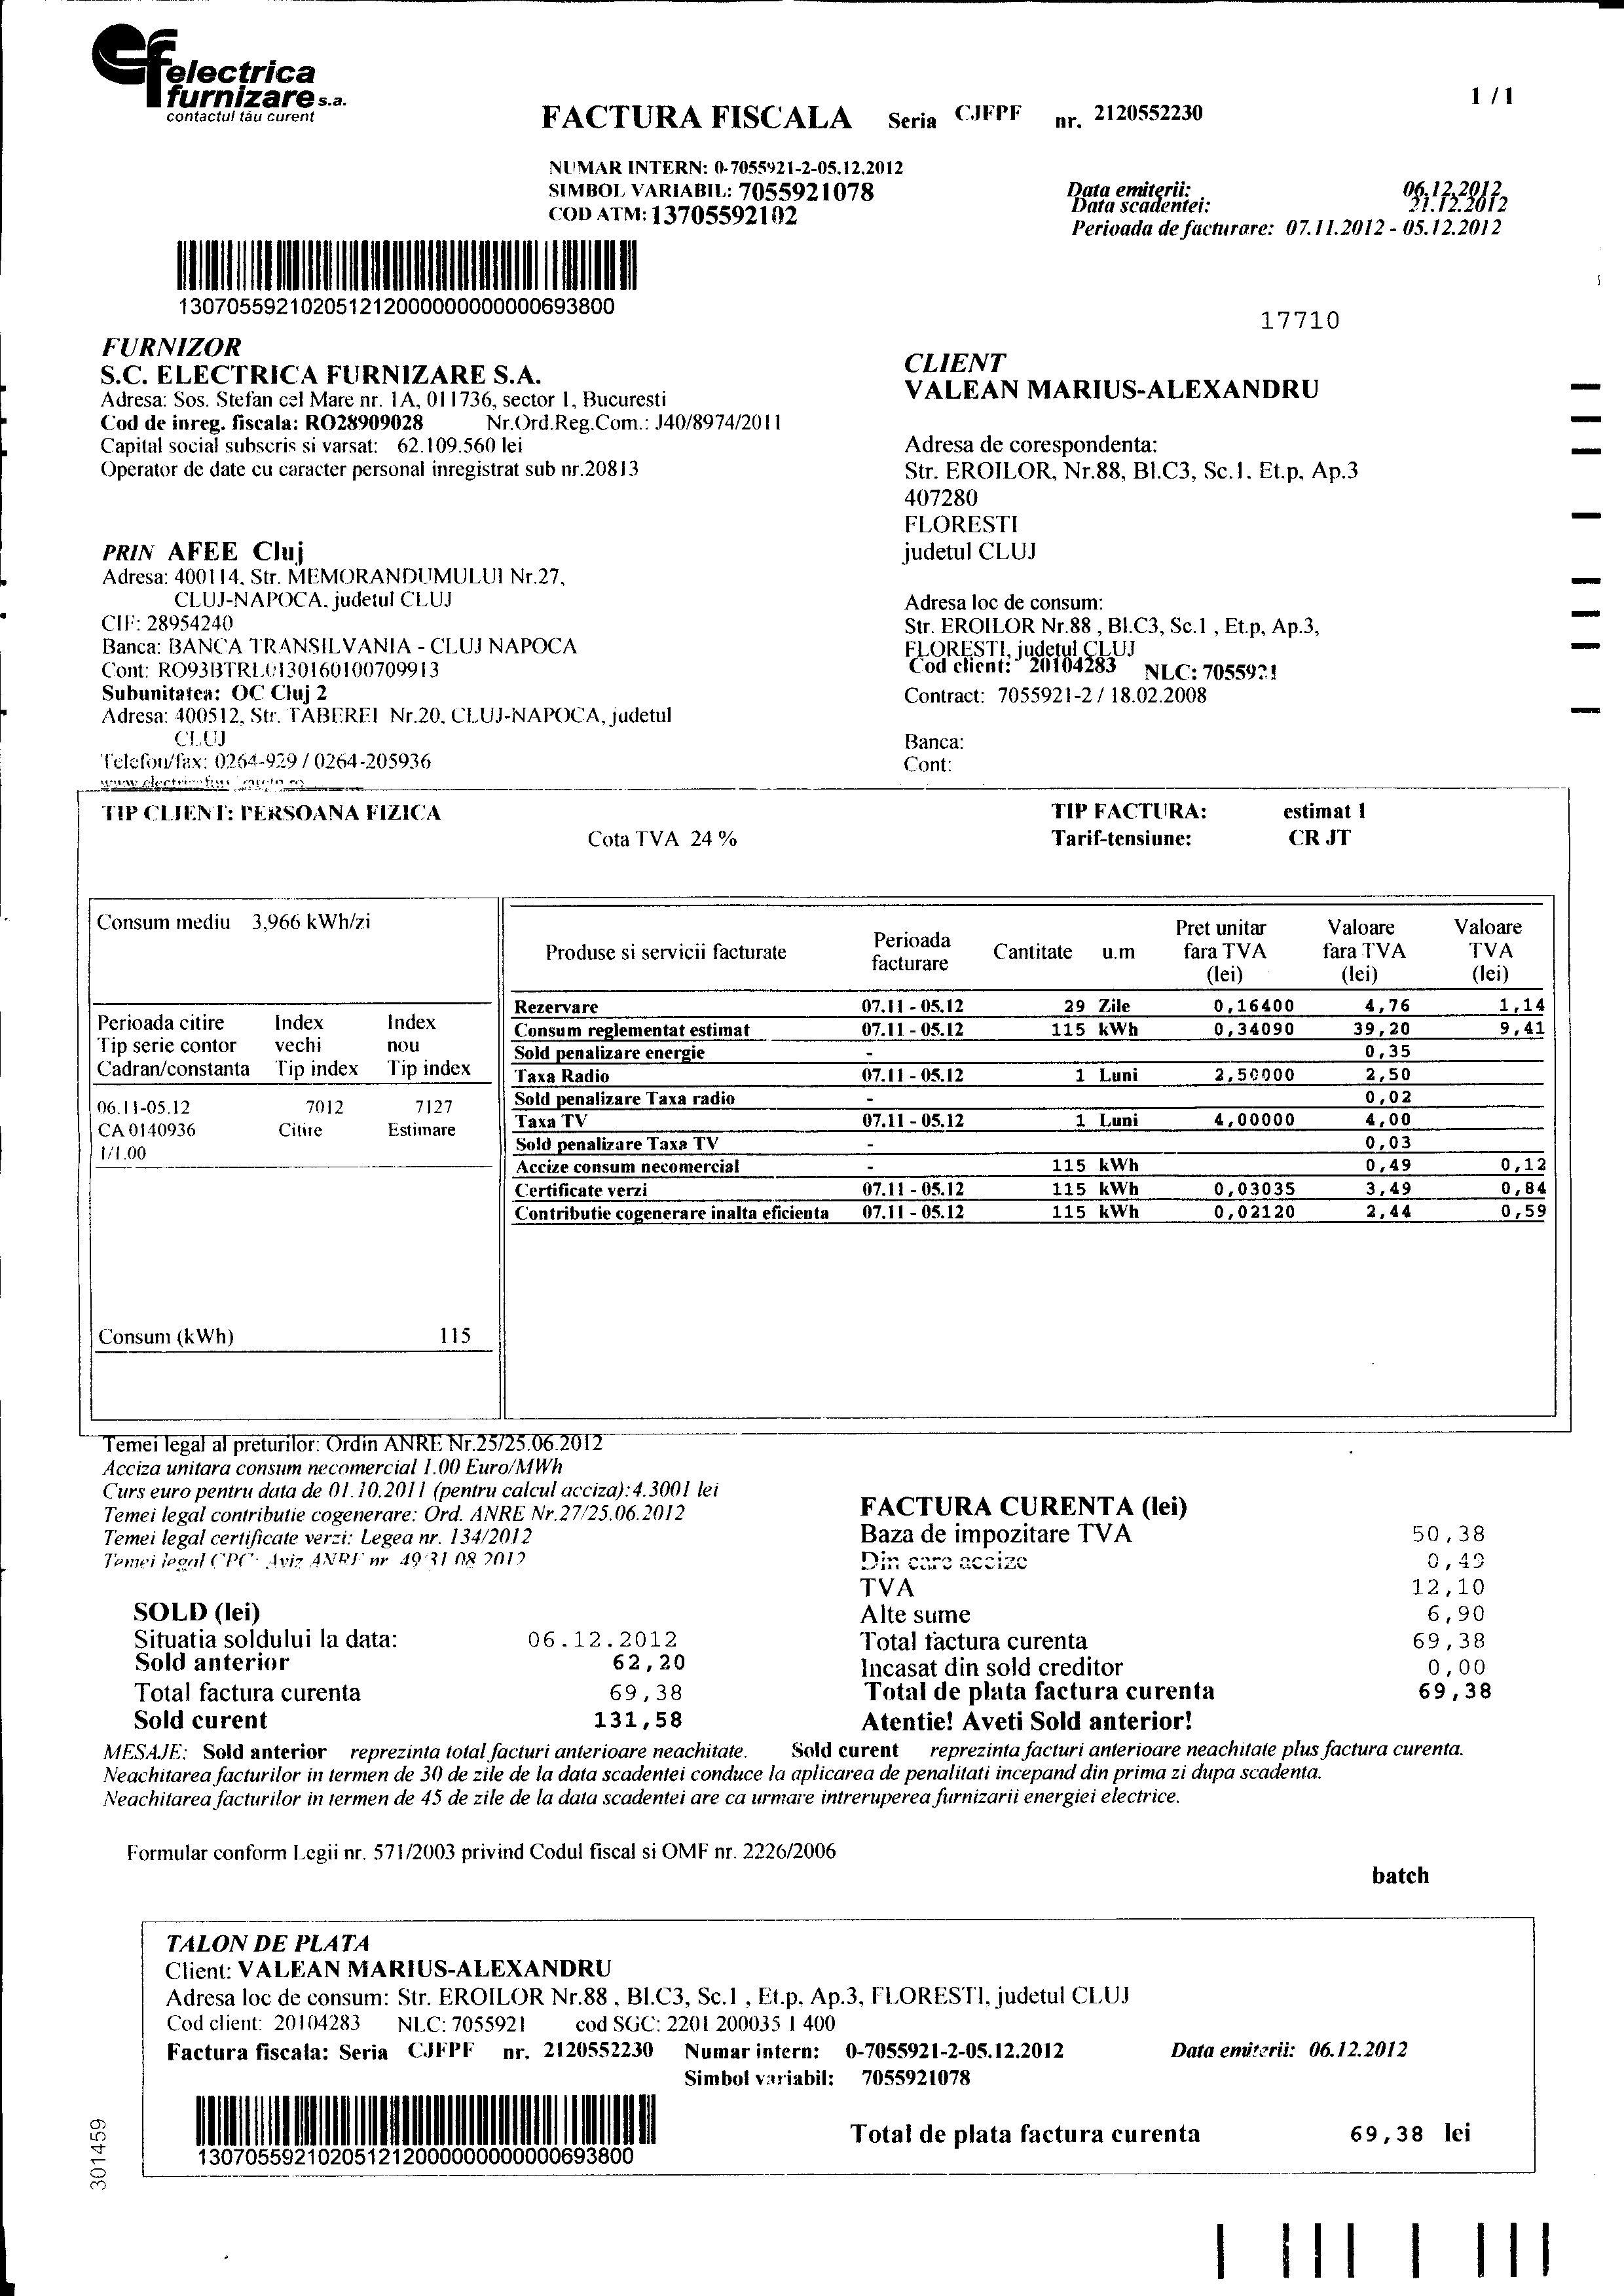 electrica
furnizare s.a.
contactul tău curent
1 / 1
FACTURA FISCALA Seria CJFPF nr. 2120552230
NUMAR INTERN: 0-7055921-2-05.12.2012
SIMBOL VARIABIL: 7055921078
COD ATM: 13705592102
Data emiterii: 06.12.2012
Data scadentei: 21.12.2012
Perioada de facturare: 07.11.2012 - 05.12.2012
1307055921020512120000000000000693800
17710
FURNIZOR
S.C. ELECTRICA FURNIZARE S.A.
Adresa: Sos. Stefan cel Mare nr. 1A, 011736, sector 1, Bucuresti
Cod de inreg. fiscala: RO28909028 Nr.Ord.Reg.Com.: J40/8974/2011
Capital social subscris si varsat: 62.109.560 lei
Operator de date cu caracter personal inregistrat sub nr.20813
CLIENT
VALEAN MARIUS-ALEXANDRU
Adresa de corespondenta:
Str. EROILOR, Nr.88, Bl.C3, Sc.1, Et.p, Ap.3
407280
FLORESTI
judetul CLUJ
PRIN AFEE Cluj
Adresa: 400114, Str. MEMORANDUMULUI Nr.27,
CLUJ-NAPOCA, judetul CLUJ
CIF: 28954240
Banca: BANCA TRANSILVANIA - CLUJ NAPOCA
Cont: RO93BTRL0130160100709913
Subunitatea: OC Cluj 2
Adresa: 400512, Str. TABEREI Nr.20, CLUJ-NAPOCA, judetul
CLUJ
Telefon/fax: 0264-929 / 0264-205936
Adresa loc de consum:
Str. EROILOR Nr.88 , Bl.C3, Sc.1 , Et.p, Ap.3,
FLORESTI, judetul CLUJ
Cod client: 20104283 NLC: 7055921
Contract: 7055921-2 / 18.02.2008
Banca:
Cont:
TIP CLIENT: PERSOANA FIZICA
Cota TVA 24 %
TIP FACTURA: estimat 1
Tarif-tensiune: CR JT
Consum mediu 3,966 kWh/zi
Perioada citire Index Index
Tip serie contor vechi nou
Cadran/constanta Tip index Tip index
06.11-05.12 7012 7127
CA 0140936 Citire Estimare
1/1.00
Consum (kWh) 115
Produse si servicii facturate Perioada facturare Cantitate u.m Pret unitar fara TVA (lei) Valoare fara TVA (lei) Valoare TVA (lei)
Rezervare 07.11 - 05.12 29 Zile 0,16400 4,76 1,14
Consum reglementat estimat 07.11 - 05.12 115 kWh 0,34090 39,20 9,41
Sold penalizare energie - 0,35
Taxa Radio 07.11 - 05.12 1 Luni 2,50000 2,50
Sold penalizare Taxa radio - 0,02
Taxa TV 07.11 - 05.12 1 Luni 4,00000 4,00
Sold penalizare Taxa TV - 0,03
Accize consum necomercial - 115 kWh 0,49 0,12
Certificate verzi 07.11 - 05.12 115 kWh 0,03035 3,49 0,84
Contributie cogenerare inalta eficienta 07.11 - 05.12 115 kWh 0,02120 2,44 0,59
Temei legal al preturilor: Ordin ANRE Nr.25/25.06.2012
Acciza unitara consum necomercial 1.00 Euro/MWh
Curs euro pentru data de 01.10.2011 (pentru calcul acciza):4.3001 lei
Temei legal contributie cogenerare: Ord. ANRE Nr.27/25.06.2012
Temei legal certificate verzi: Legea nr. 134/2012
Temei legal CPC: Aviz ANRE nr 49/31 08 2012
FACTURA CURENTA (lei)
Baza de impozitare TVA 50,38
Din care accize 0,49
TVA 12,10
Alte sume 6,90
Total factura curenta 69,38
Incasat din sold creditor 0,00
Total de plata factura curenta 69,38
Atentie! Aveti Sold anterior!
SOLD (lei)
Situatia soldului la data: 06.12.2012
Sold anterior 62,20
Total factura curenta 69,38
Sold curent 131,58
MESAJE: Sold anterior reprezinta total facturi anterioare neachitate. Sold curent reprezinta facturi anterioare neachitate plus factura curenta.
Neachitarea facturilor in termen de 30 de zile de la data scadentei conduce la aplicarea de penalitati incepand din prima zi dupa scadenta.
Neachitarea facturilor in termen de 45 de zile de la data scadentei are ca urmare intreruperea furnizarii energiei electrice.
Formular conform Legii nr. 571/2003 privind Codul fiscal si OMF nr. 2226/2006
batch
TALON DE PLATA
Client: VALEAN MARIUS-ALEXANDRU
Adresa loc de consum: Str. EROILOR Nr.88 , Bl.C3, Sc.1 , Et.p, Ap.3, FLORESTI, judetul CLUJ
Cod client: 20104283 NLC: 7055921 cod SGC: 2201 200035 1 400
Factura fiscala: Seria CJFPF nr. 2120552230 Numar intern: 0-7055921-2-05.12.2012 Data emiterii: 06.12.2012
Simbol variabil: 7055921078
1307055921020512120000000000000693800
Total de plata factura curenta 69,38 lei
301459